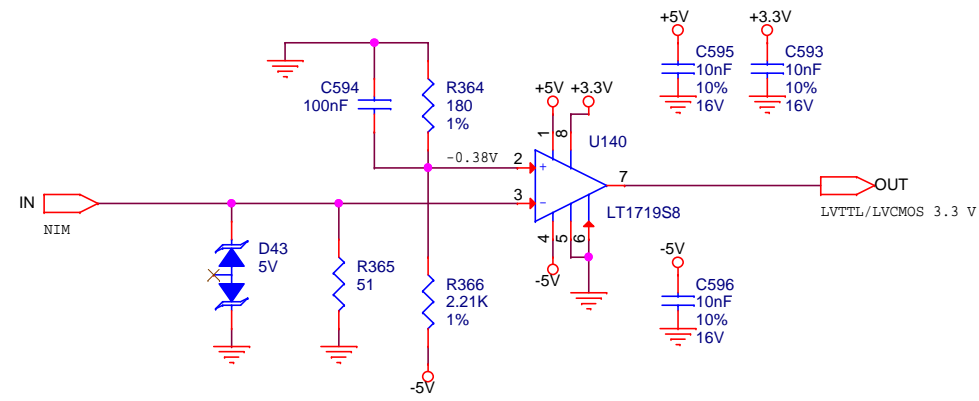 +5V
+3.3V
C595
10nF
10%
16V
C593
10nF
10%
16V
C594
100nF
R364
180
1%
+5V
+3.3V
1
8
U140
-0.38V
2
+
3
−
7
OUT
LVTTL/LVCMOS 3.3 V
IN
NIM
LT1719S8
4
5
6
-5V
D43
5V
R365
51
R366
2.21K
1%
-5V
-5V
C596
10nF
10%
16V